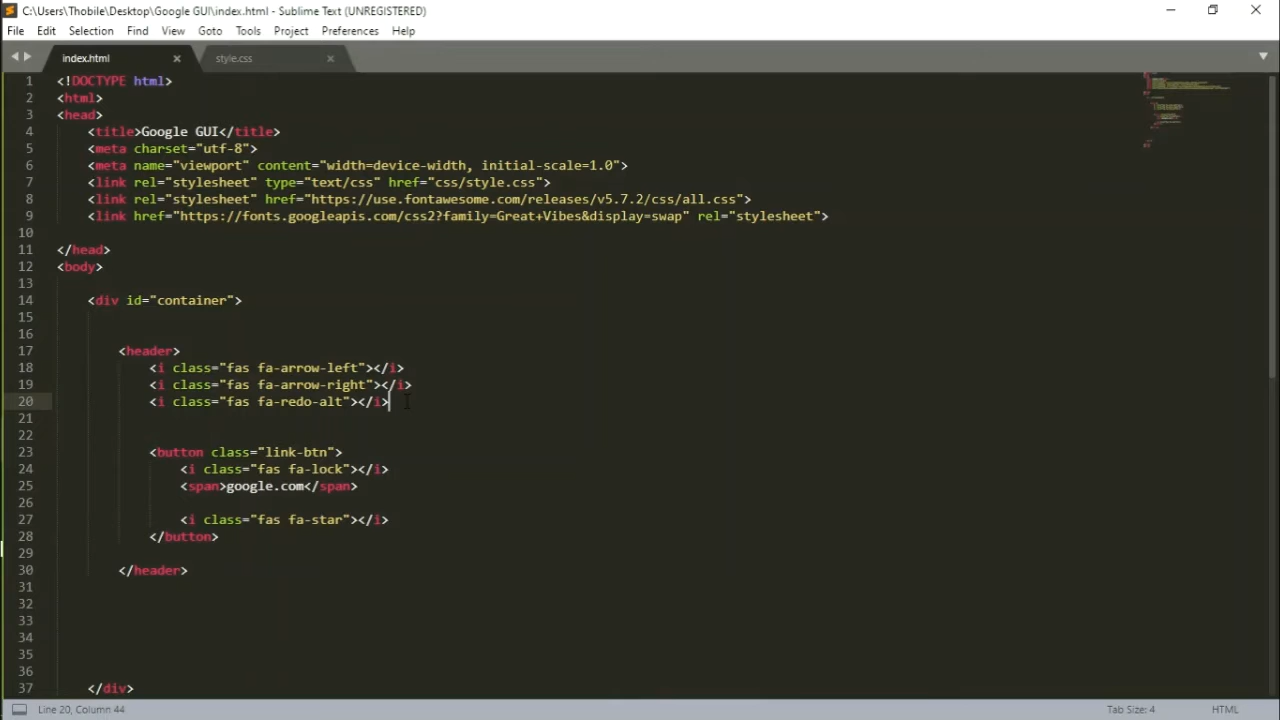 C:\Users\Thobile\Desktop\Google GUI\index.html - Sublime Text (UNREGISTERED)
File Edit Selection Find View Goto Tools Project Preferences Help
index.html style.css
1 <!DOCTYPE html>
2 <html>
3 <head>
4 <title>Google GUI</title>
5 <meta charset="utf-8">
6 <meta name="viewport" content="width=device-width, initial-scale=1.0">
7 <link rel="stylesheet" type="text/css" href="css/style.css">
8 <link rel="stylesheet" href="https://use.fontawesome.com/releases/v5.7.2/css/all.css">
9 <link href="https://fonts.googleapis.com/css2?family=Great+Vibes&display=swap" rel="stylesheet">
10
11 </head>
12 <body>
13
14 <div id="container">
15
16
17 <header>
18 <i class="fas fa-arrow-left"></i>
19 <i class="fas fa-arrow-right"></i>
20 <i class="fas fa-redo-alt"></i>
21
22
23 <button class="link-btn">
24 <i class="fas fa-lock"></i>
25 <span>google.com</span>
26
27 <i class="fas fa-star"></i>
28 </button>
29
30 </header>
31
32
33
34
35
36
37 </div>
Line 20, Column 44 Tab Size: 4 HTML